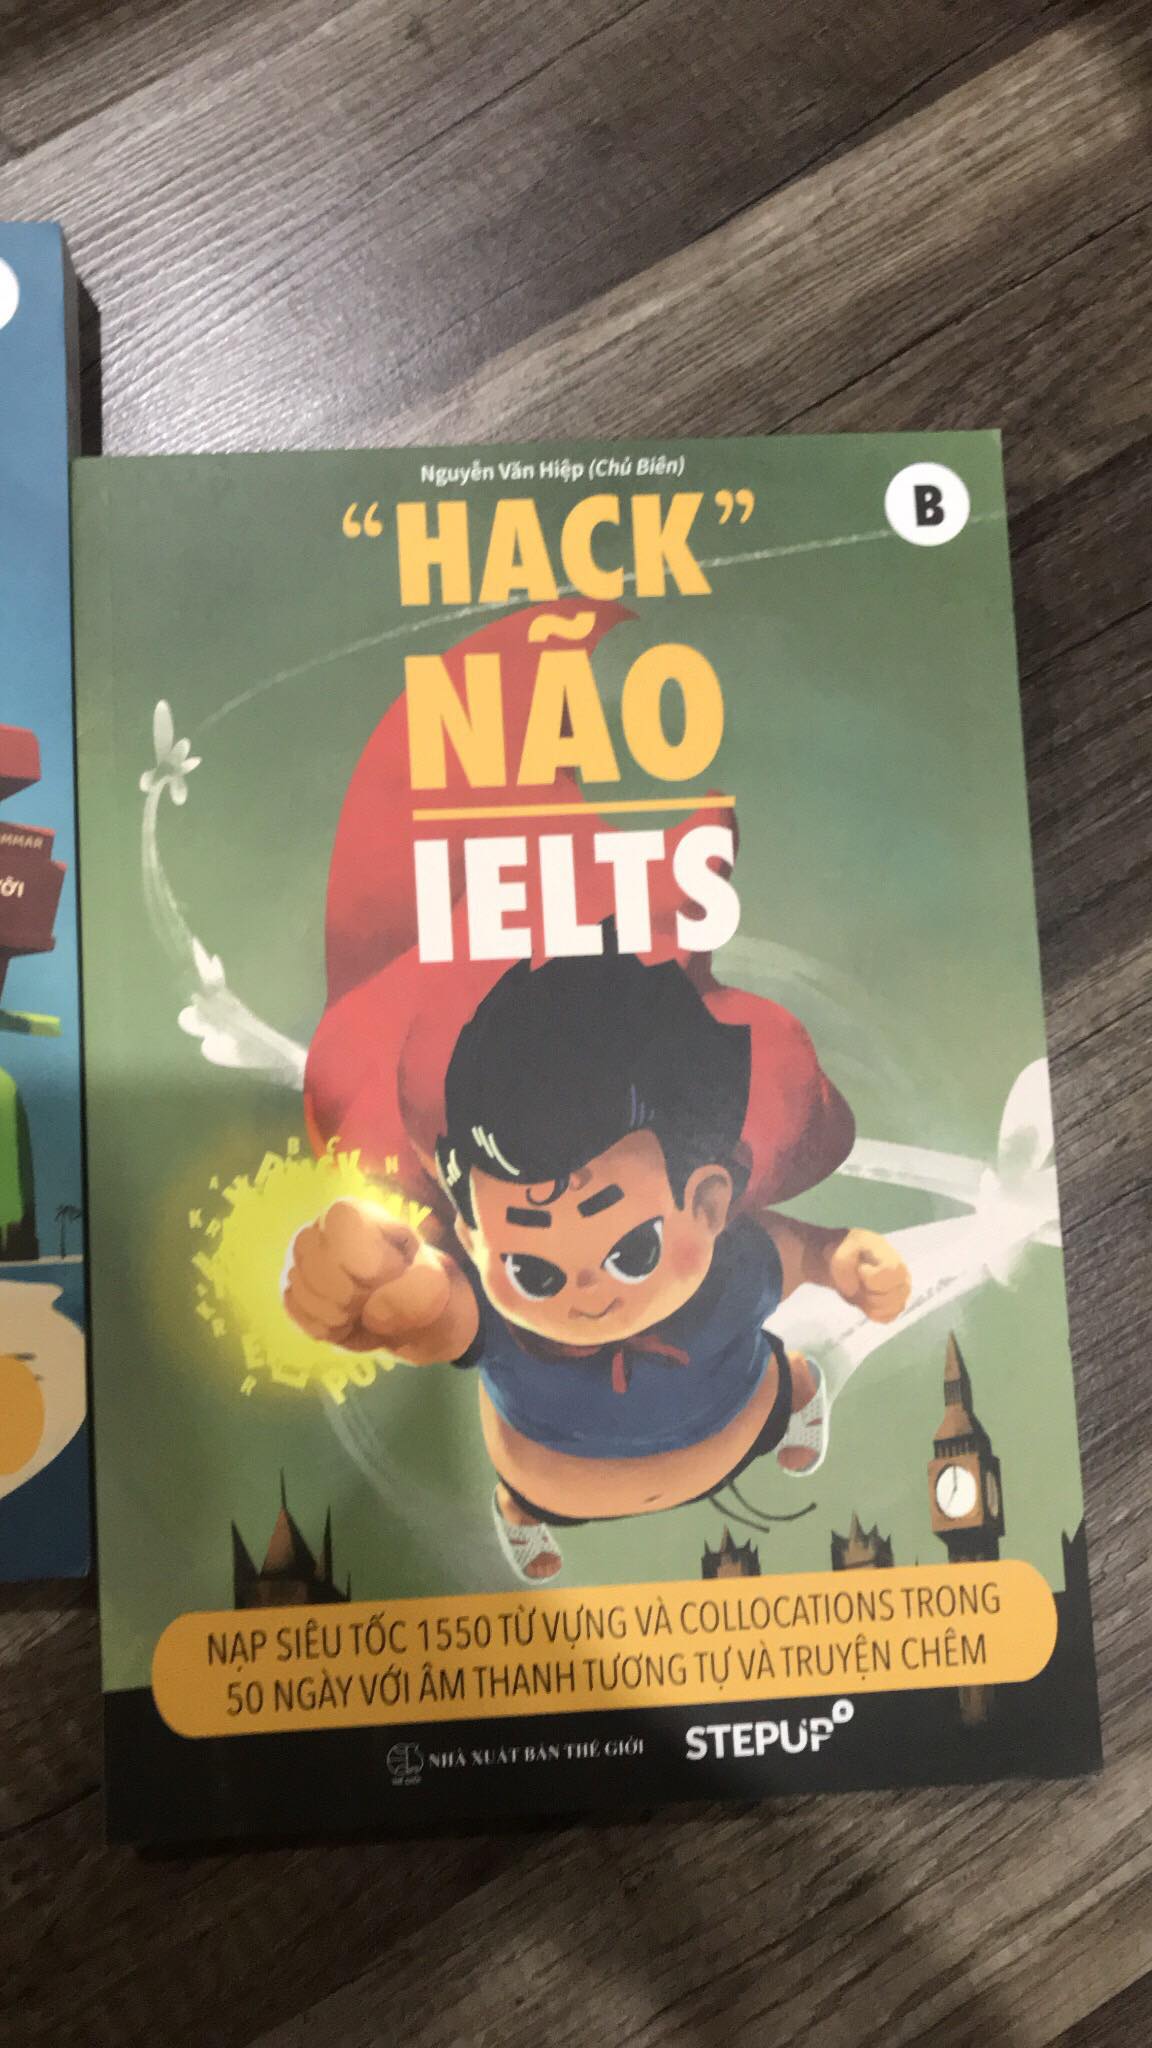 Nguyễn Văn Hiệp (Chủ Biên)
B
“HACK”
NÃO
IELTS
NẠP SIÊU TỐC 1550 TỪ VỰNG VÀ COLLOCATIONS TRONG
50 NGÀY VỚI ÂM THANH TƯƠNG TỰ VÀ TRUYỆN CHÊM
NHÀ XUẤT BẢN THẾ GIỚI
STEPUP